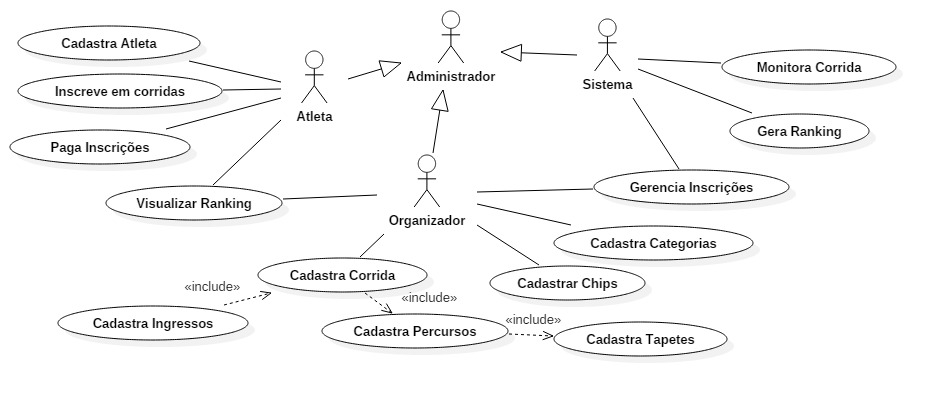 Cadastra Atleta
Inscreve em corridas
Paga Inscrições
Visualizar Ranking
Atleta
Administrador
Sistema
Monitora Corrida
Gera Ranking
Gerencia Inscrições
Organizador
Cadastra Categorias
Cadastrar Chips
Cadastra Corrida
«include»
«include»
Cadastra Ingressos
Cadastra Percursos
«include»
Cadastra Tapetes